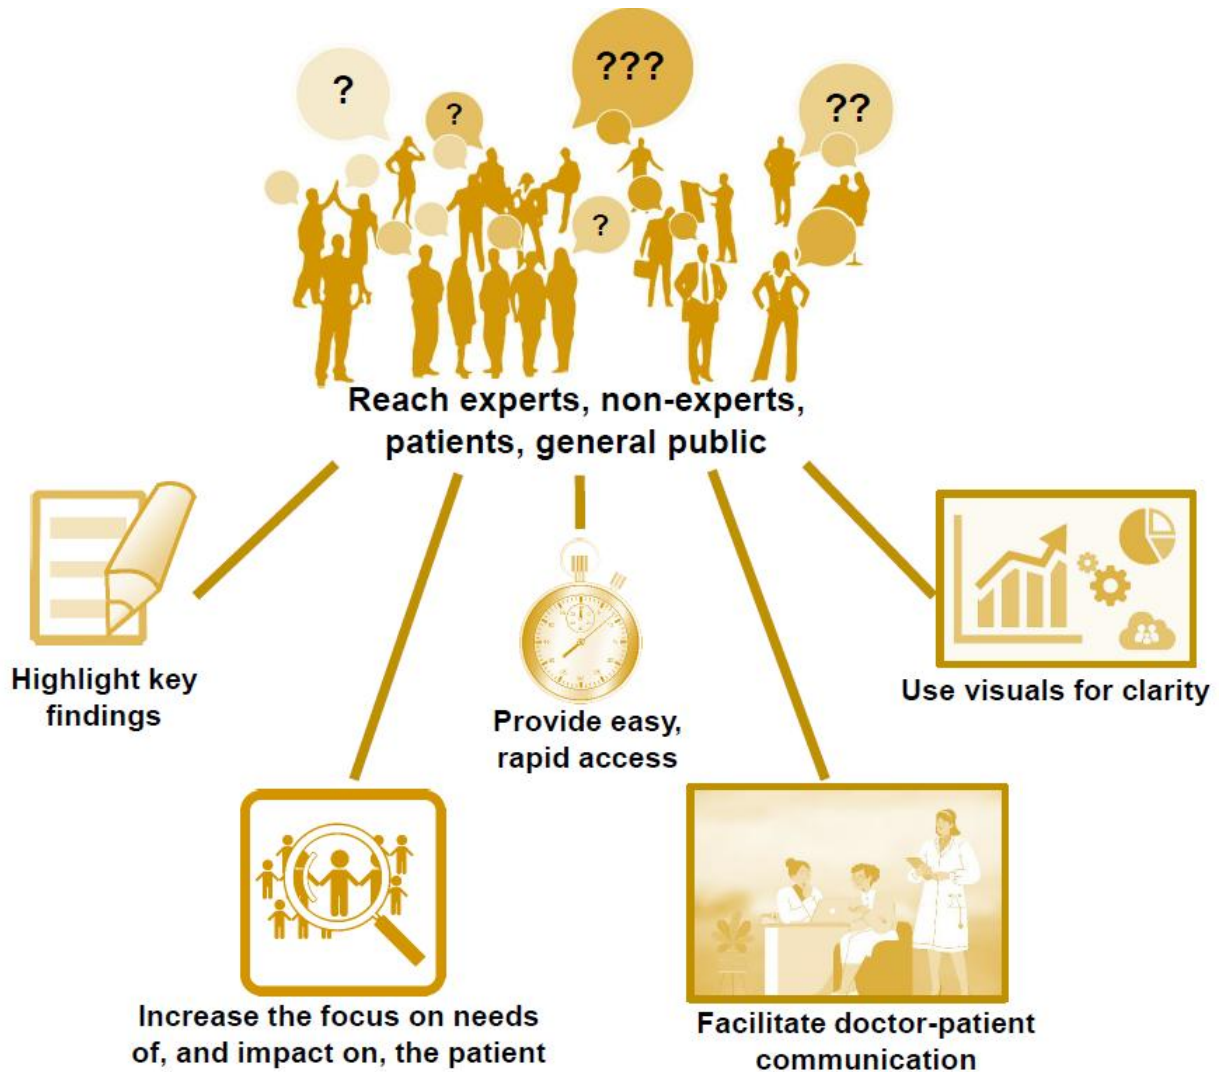 ???
?
??
?
?
Reach experts, non-experts,
patients, general public
Highlight key
findings
Provide easy,
rapid access
Use visuals for clarity
Increase the focus on needs
of, and impact on, the patient
Facilitate doctor-patient
communication